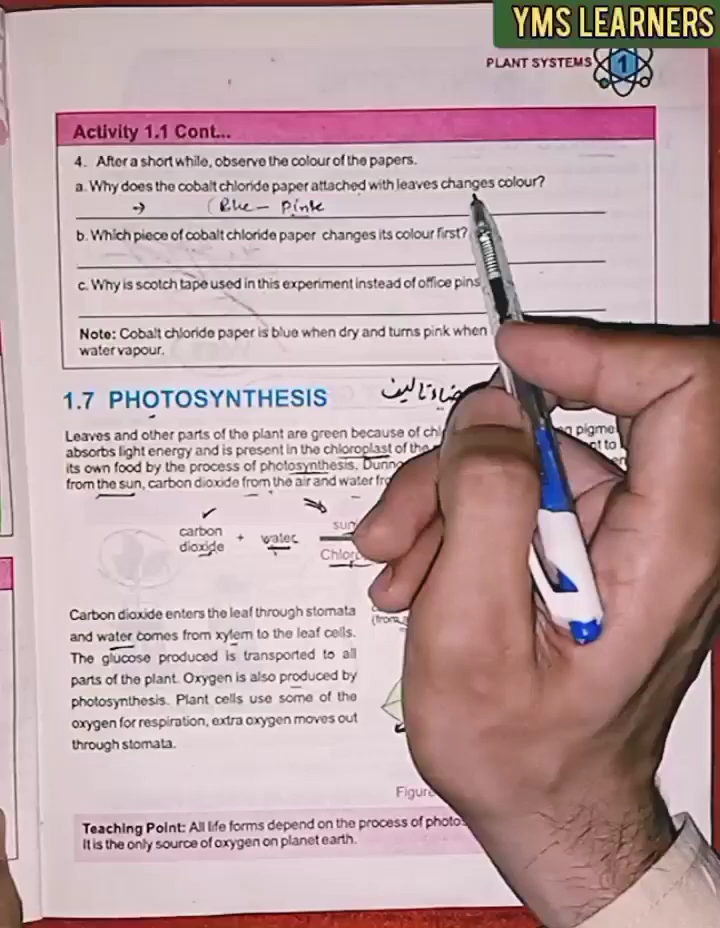 YMS LEARNERS
PLANT SYSTEMS 1
Activity 1.1 Cont...
4. After a short while, observe the colour of the papers.
a. Why does the cobalt chloride paper attached with leaves changes colour?
→ (Blue - Pink
b. Which piece of cobalt chloride paper changes its colour first?
c. Why is scotch tape used in this experiment instead of office pins
Note: Cobalt chloride paper is blue when dry and turns pink when
water vapour.
1.7 PHOTOSYNTHESIS
Leaves and other parts of the plant are green because of
absorbs light energy and is present in the chloroplast of the
its own food by the process of photosynthesis.
from the sun, carbon dioxide from the air and water
carbon
dioxide + water
Carbon dioxide enters the leaf through stomata
and water comes from xylem to the leaf cells.
The glucose produced is transported to all
parts of the plant. Oxygen is also produced by
photosynthesis. Plant cells use some of the
oxygen for respiration, extra oxygen moves out
through stomata.
Teaching Point: All life forms depend on the process of
It is the only source of oxygen on planet earth.